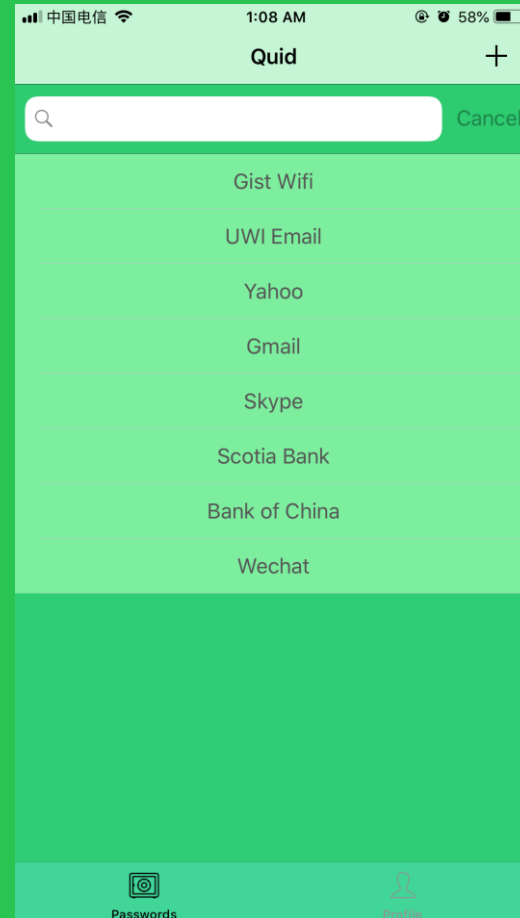 中国电信 1:08 AM 58%
Quid +
Cancel
Gist Wifi
UWI Email
Yahoo
Gmail
Skype
Scotia Bank
Bank of China
Wechat
Passwords Profile